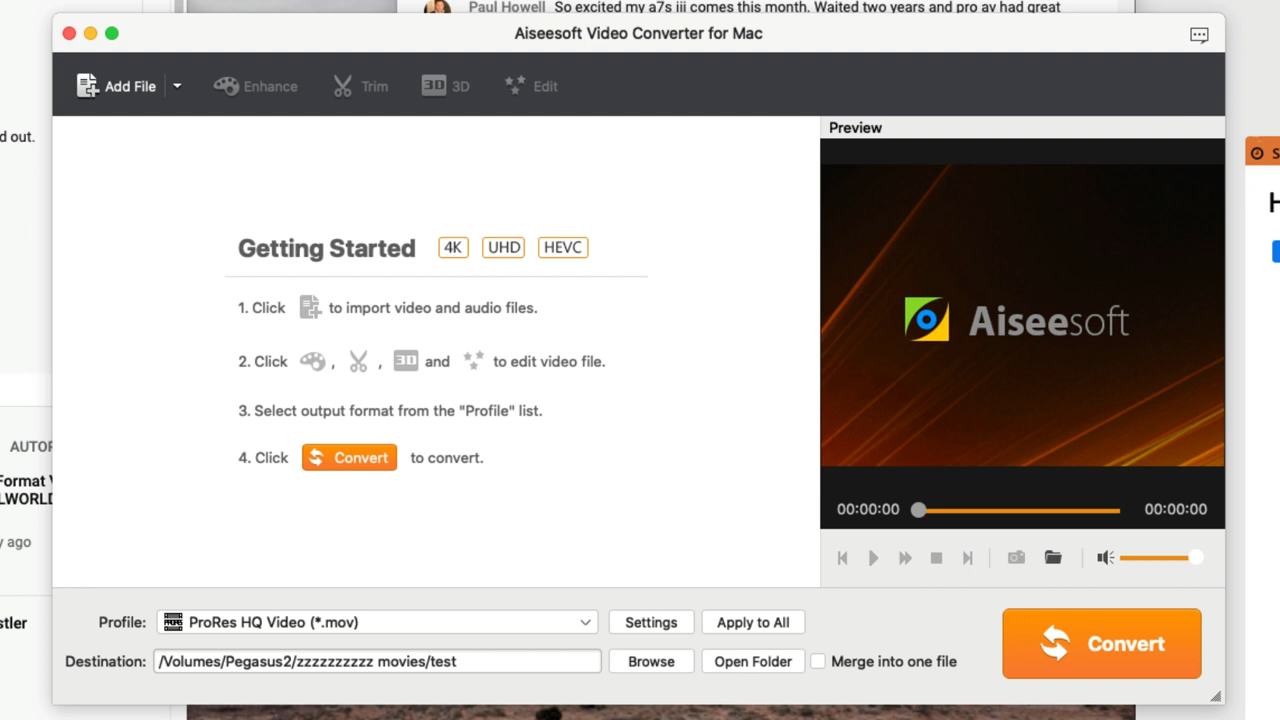 Paul Howell So excited my a7s iii comes this month. Waited two years and pro av had great
Aiseesoft Video Converter for Mac
Add File
Enhance
Trim
3D 3D
Edit
d out.
Preview
Getting Started 4K UHD HEVC
1. Click to import video and audio files.
2. Click , , 3D and to edit video file.
3. Select output format from the "Profile" list.
4. Click Convert to convert.
Aiseesoft
00:00:00
00:00:00
AUTOF
Format
LWORLD
y ago
stler
Profile: ProRes HQ Video (*.mov) Settings Apply to All
Destination: /Volumes/Pegasus2/zzzzzzzzzz movies/test Browse Open Folder Merge into one file
Convert
S
H